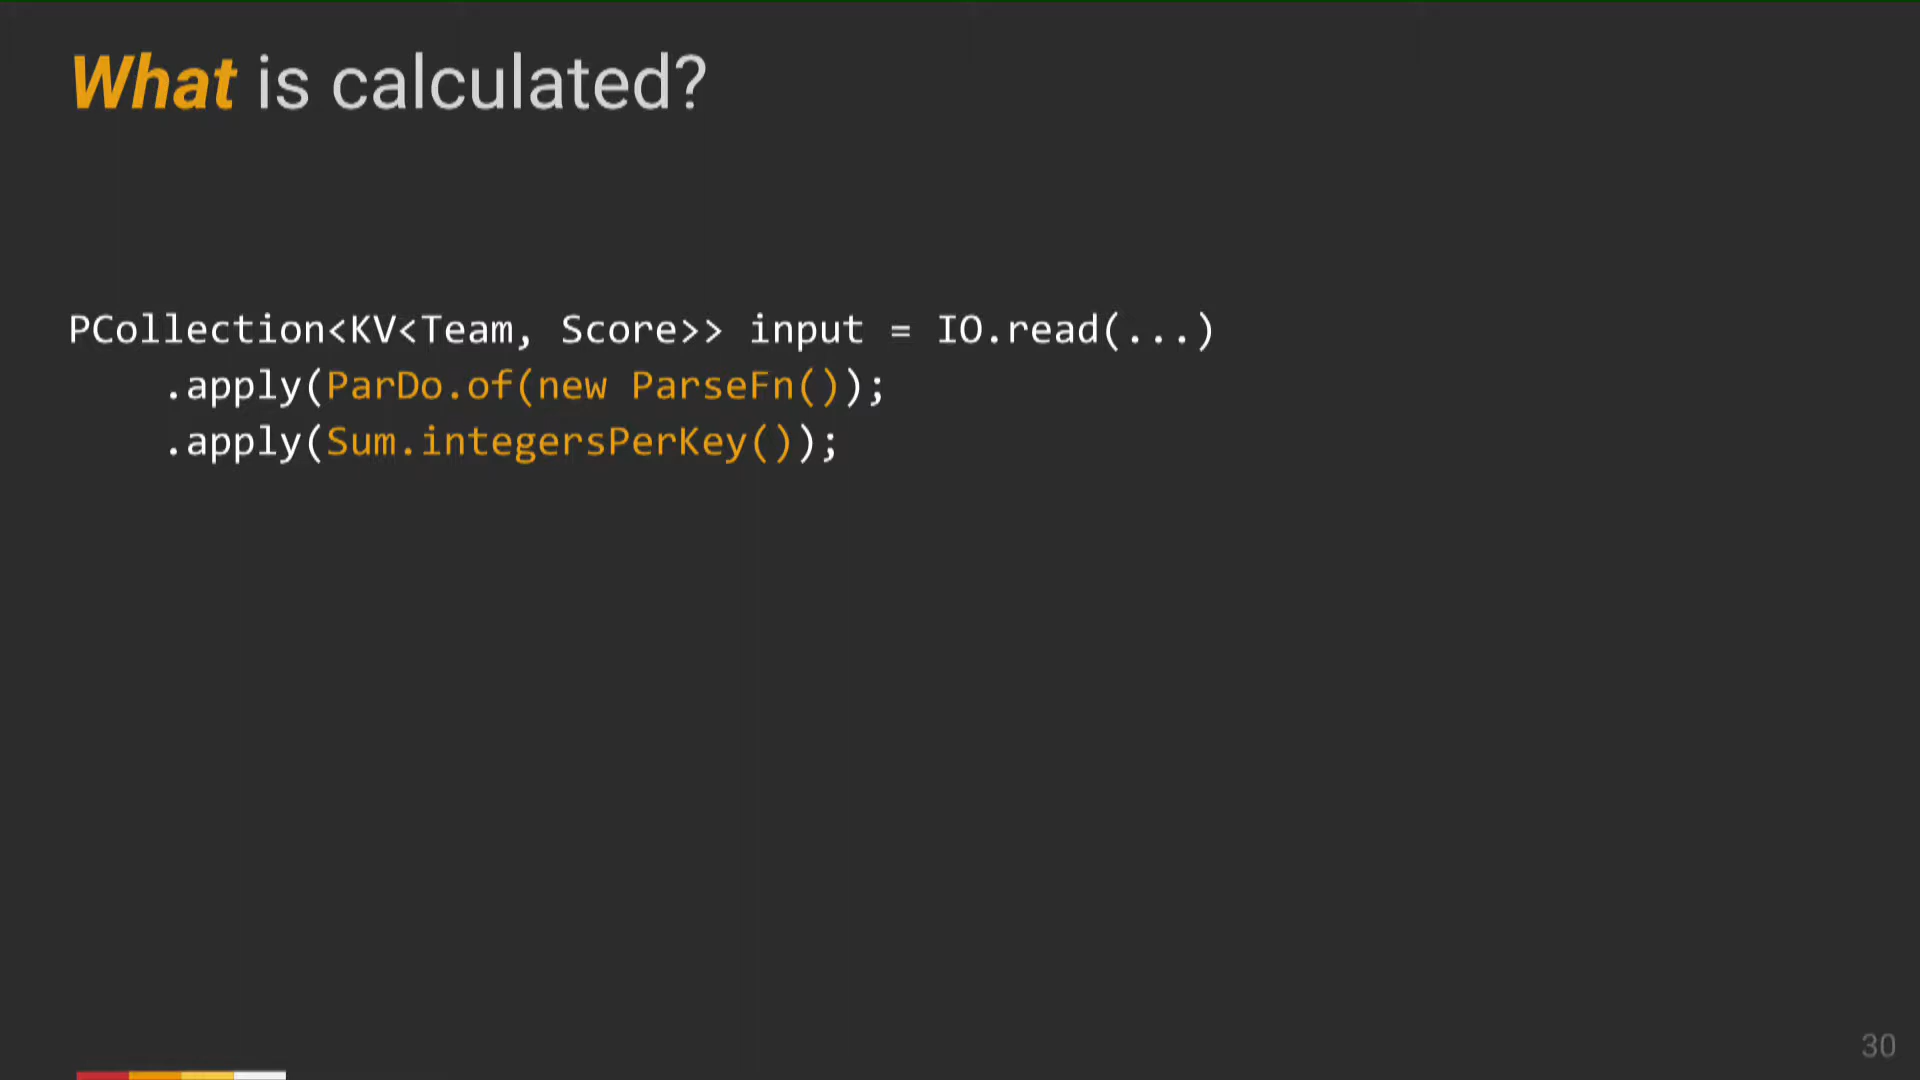 What is calculated?
PCollection<KV<Team, Score>> input = IO.read(...)
.apply(ParDo.of(new ParseFn());
.apply(Sum.integersPerKey());
30